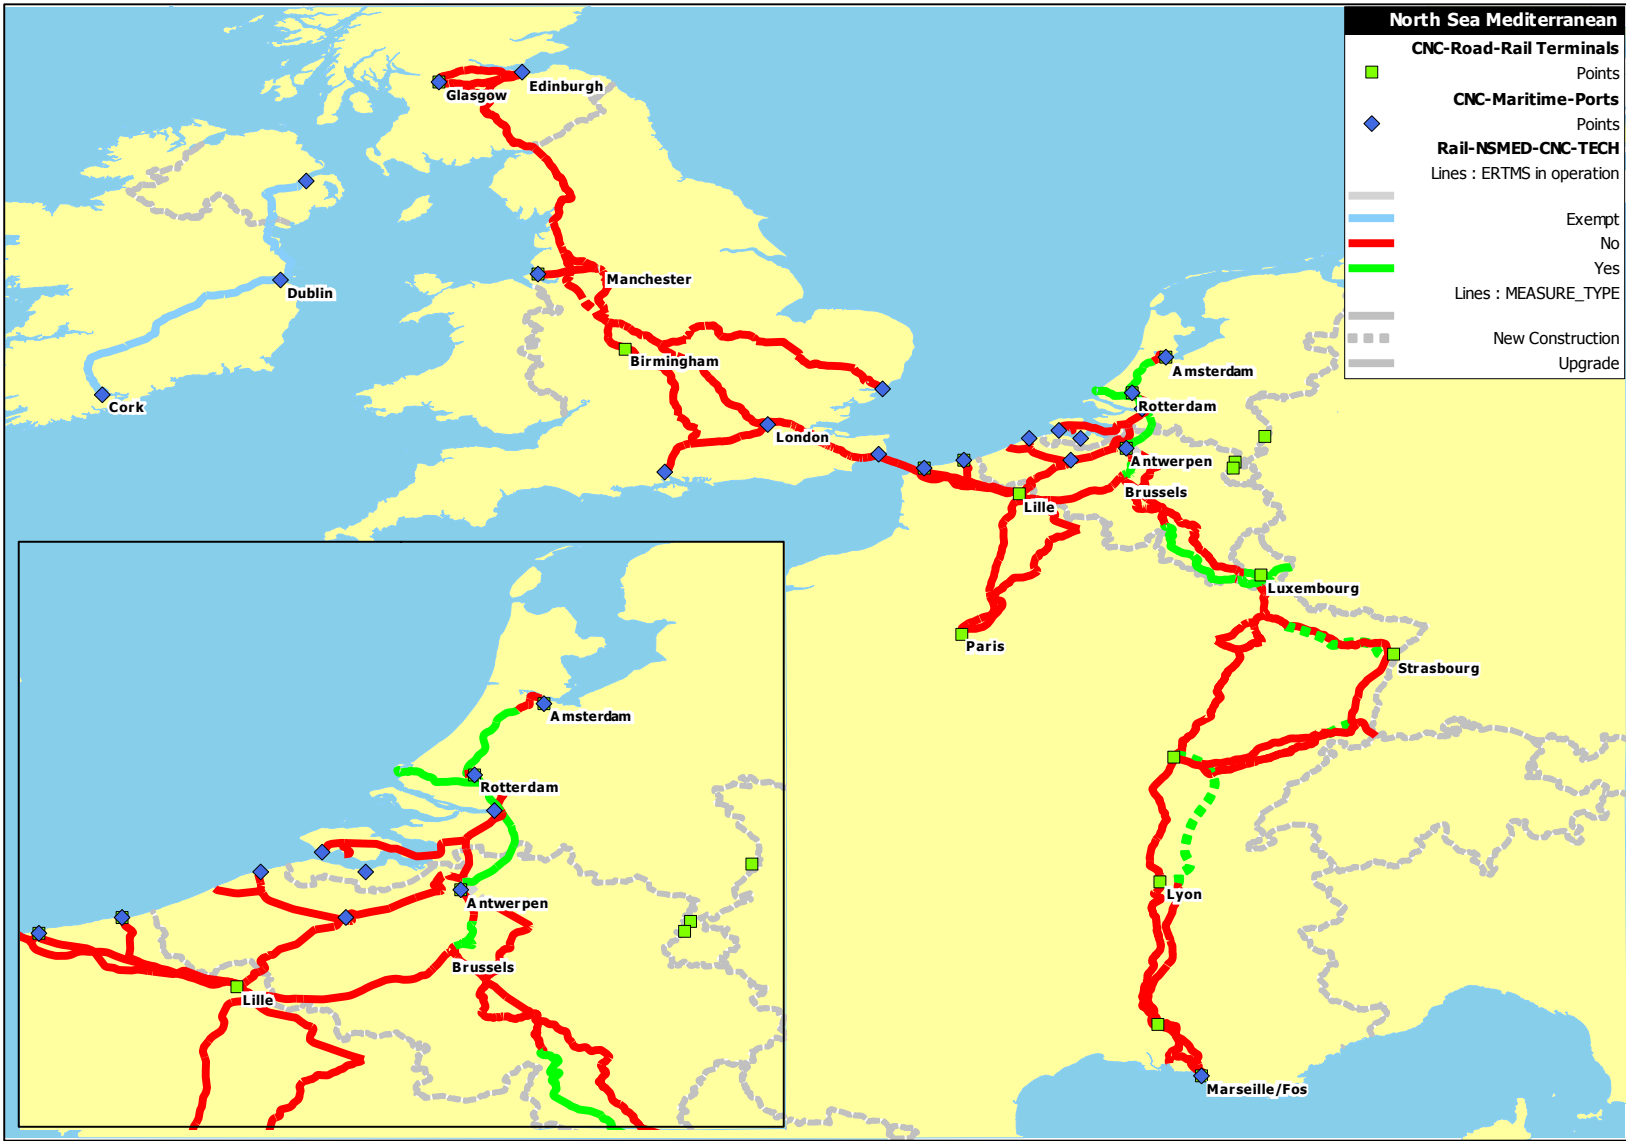 North Sea Mediterranean
CNC-Road-Rail Terminals
Points
CNC-Maritime-Ports
Points
Rail-NSMED-CNC-TECH
Lines : ERTMS in operation
Exempt
No
Yes
Lines : MEASURE_TYPE
New Construction
Upgrade
Edinburgh
Glasgow
Manchester
Dublin
Birmingham
Amsterdam
Cork
Rotterdam
London
Antwerpen
Brussels
Lille
Luxembourg
Paris
Strasbourg
Lyon
Marseille/Fos
Amsterdam
Rotterdam
Antwerpen
Brussels
Lille